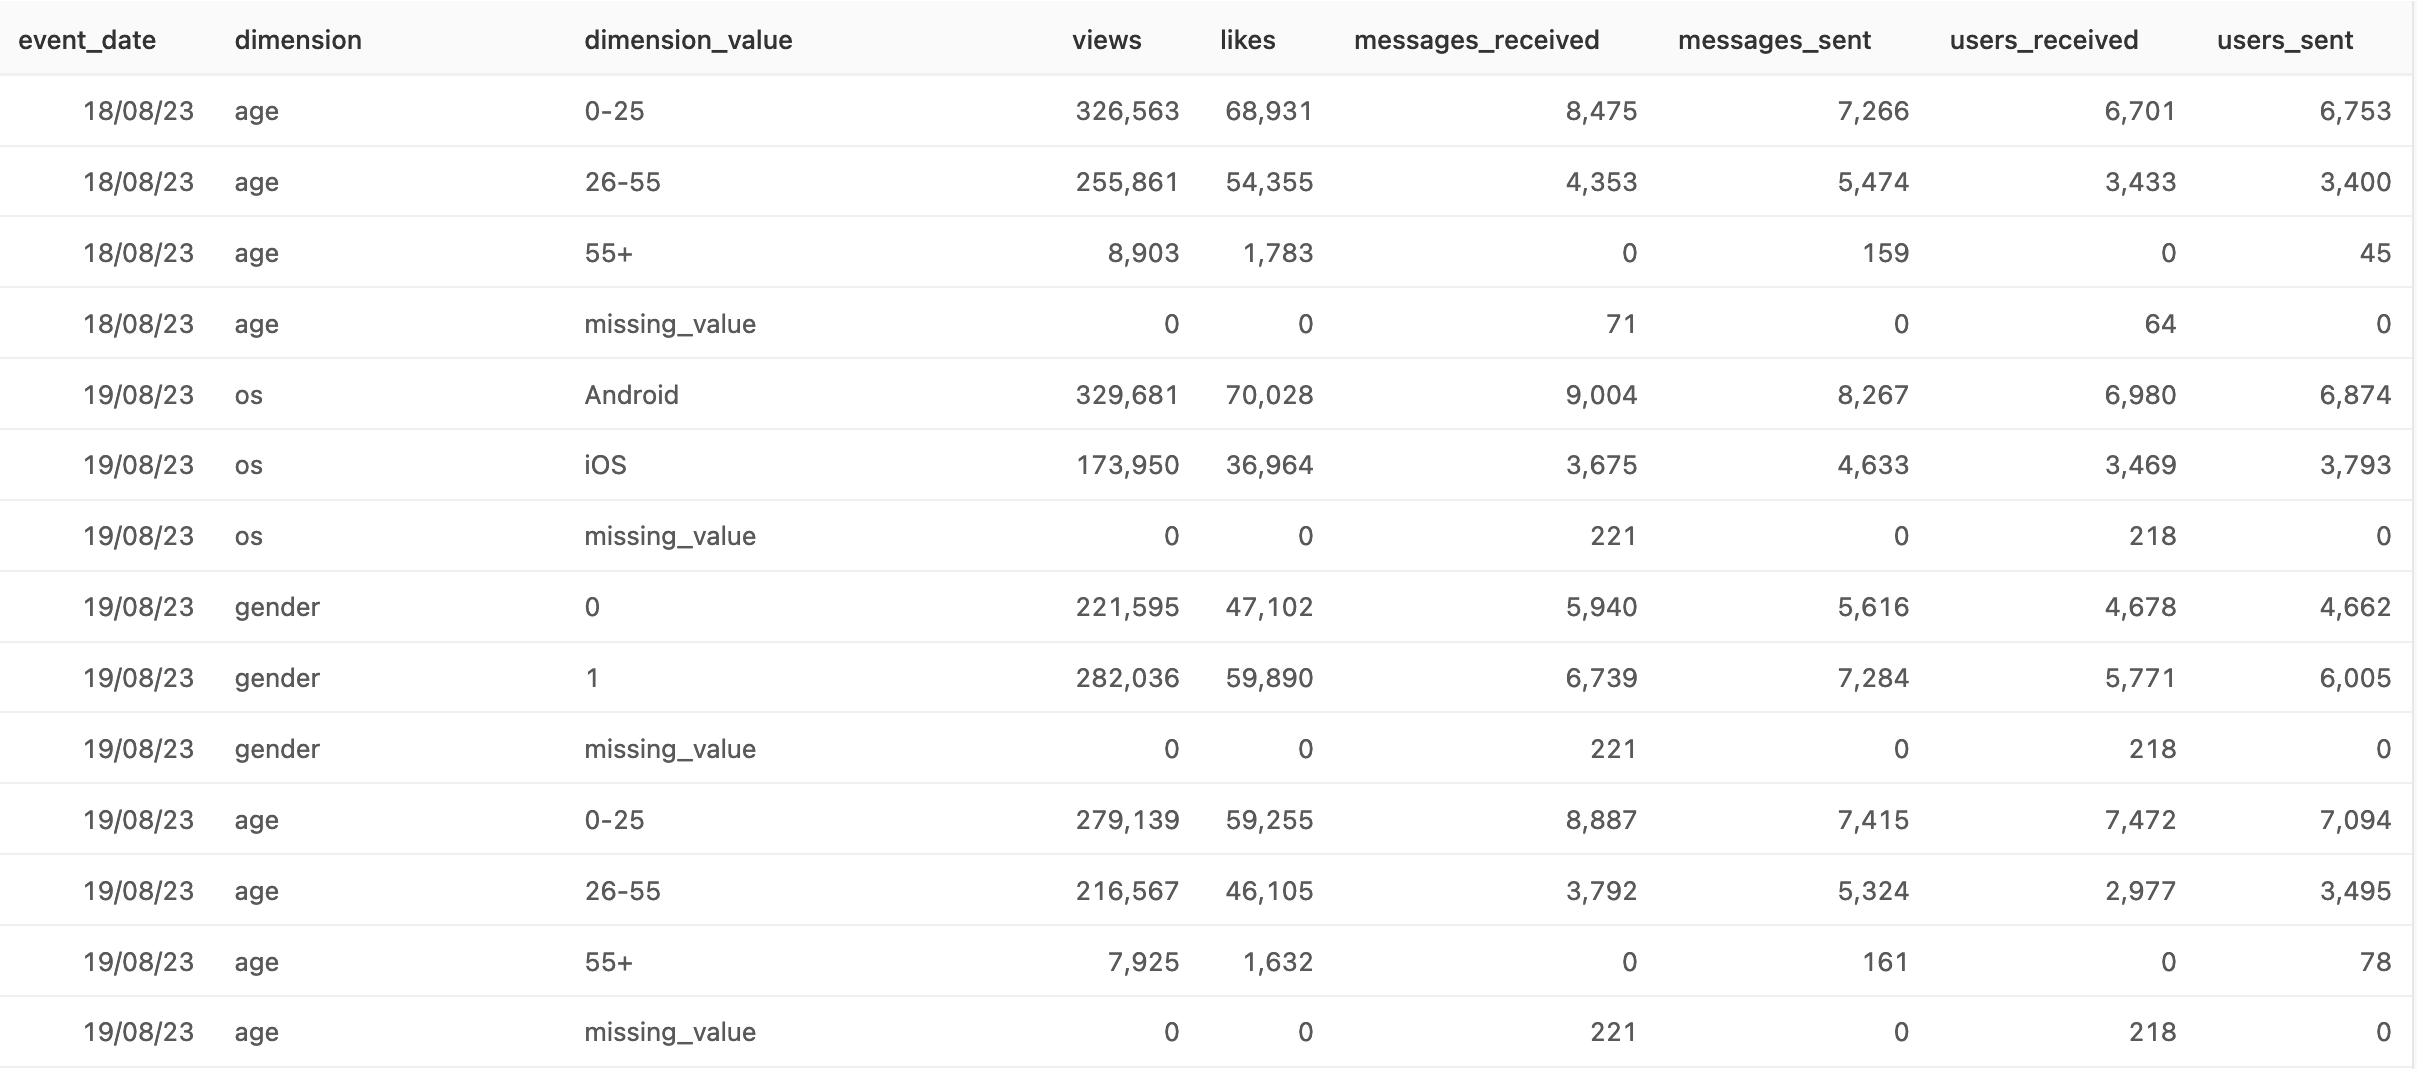 event_date dimension dimension_value views likes messages_received messages_sent users_received users_sent
18/08/23 age 0-25 326,563 68,931 8,475 7,266 6,701 6,753
18/08/23 age 26-55 255,861 54,355 4,353 5,474 3,433 3,400
18/08/23 age 55+ 8,903 1,783 0 159 0 45
18/08/23 age missing_value 0 0 71 0 64 0
19/08/23 os Android 329,681 70,028 9,004 8,267 6,980 6,874
19/08/23 os iOS 173,950 36,964 3,675 4,633 3,469 3,793
19/08/23 os missing_value 0 0 221 0 218 0
19/08/23 gender 0 221,595 47,102 5,940 5,616 4,678 4,662
19/08/23 gender 1 282,036 59,890 6,739 7,284 5,771 6,005
19/08/23 gender missing_value 0 0 221 0 218 0
19/08/23 age 0-25 279,139 59,255 8,887 7,415 7,472 7,094
19/08/23 age 26-55 216,567 46,105 3,792 5,324 2,977 3,495
19/08/23 age 55+ 7,925 1,632 0 161 0 78
19/08/23 age missing_value 0 0 221 0 218 0